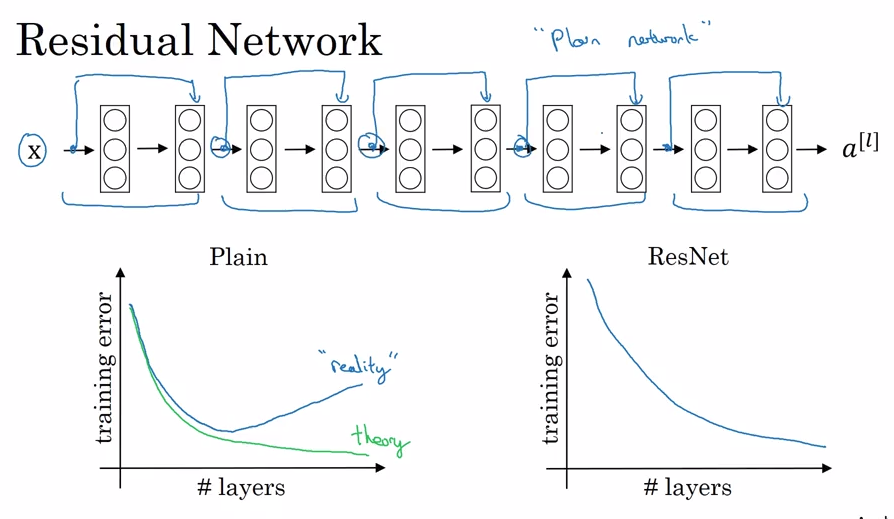 Residual Network
"Plain network"
x
a[l]
Plain
ResNet
training error
"reality"
theory
# layers
training error
# layers